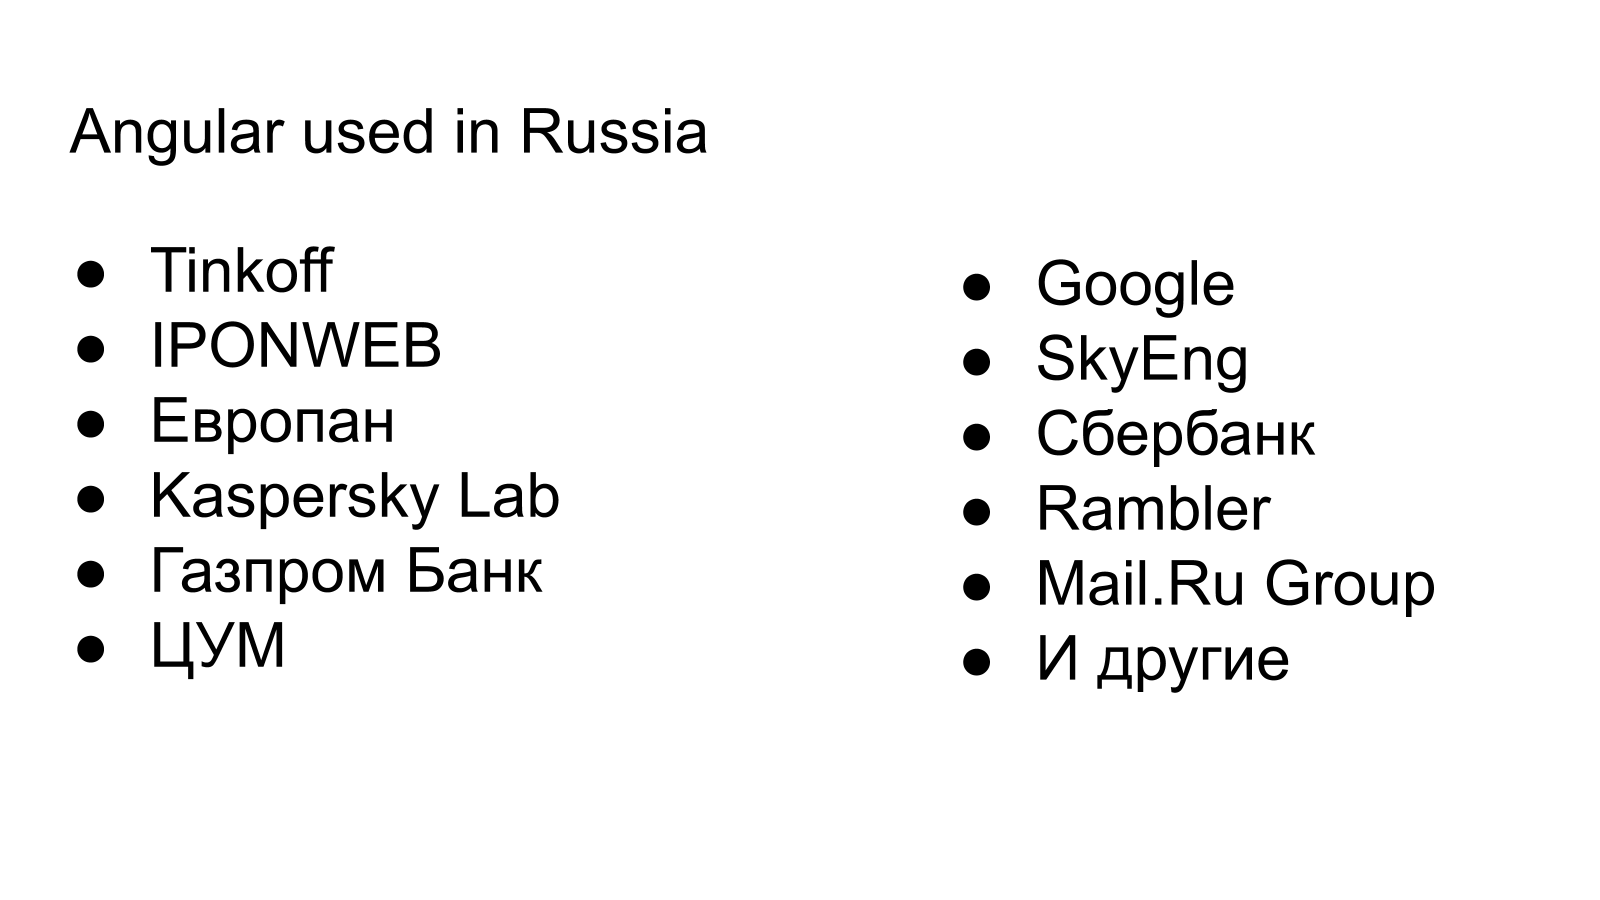 Angular used in Russia
● Tinkoff
● IPONWEB
● Европан
● Kaspersky Lab
● Газпром Банк
● ЦУМ
● Google
● SkyEng
● Сбербанк
● Rambler
● Mail.Ru Group
● И другие